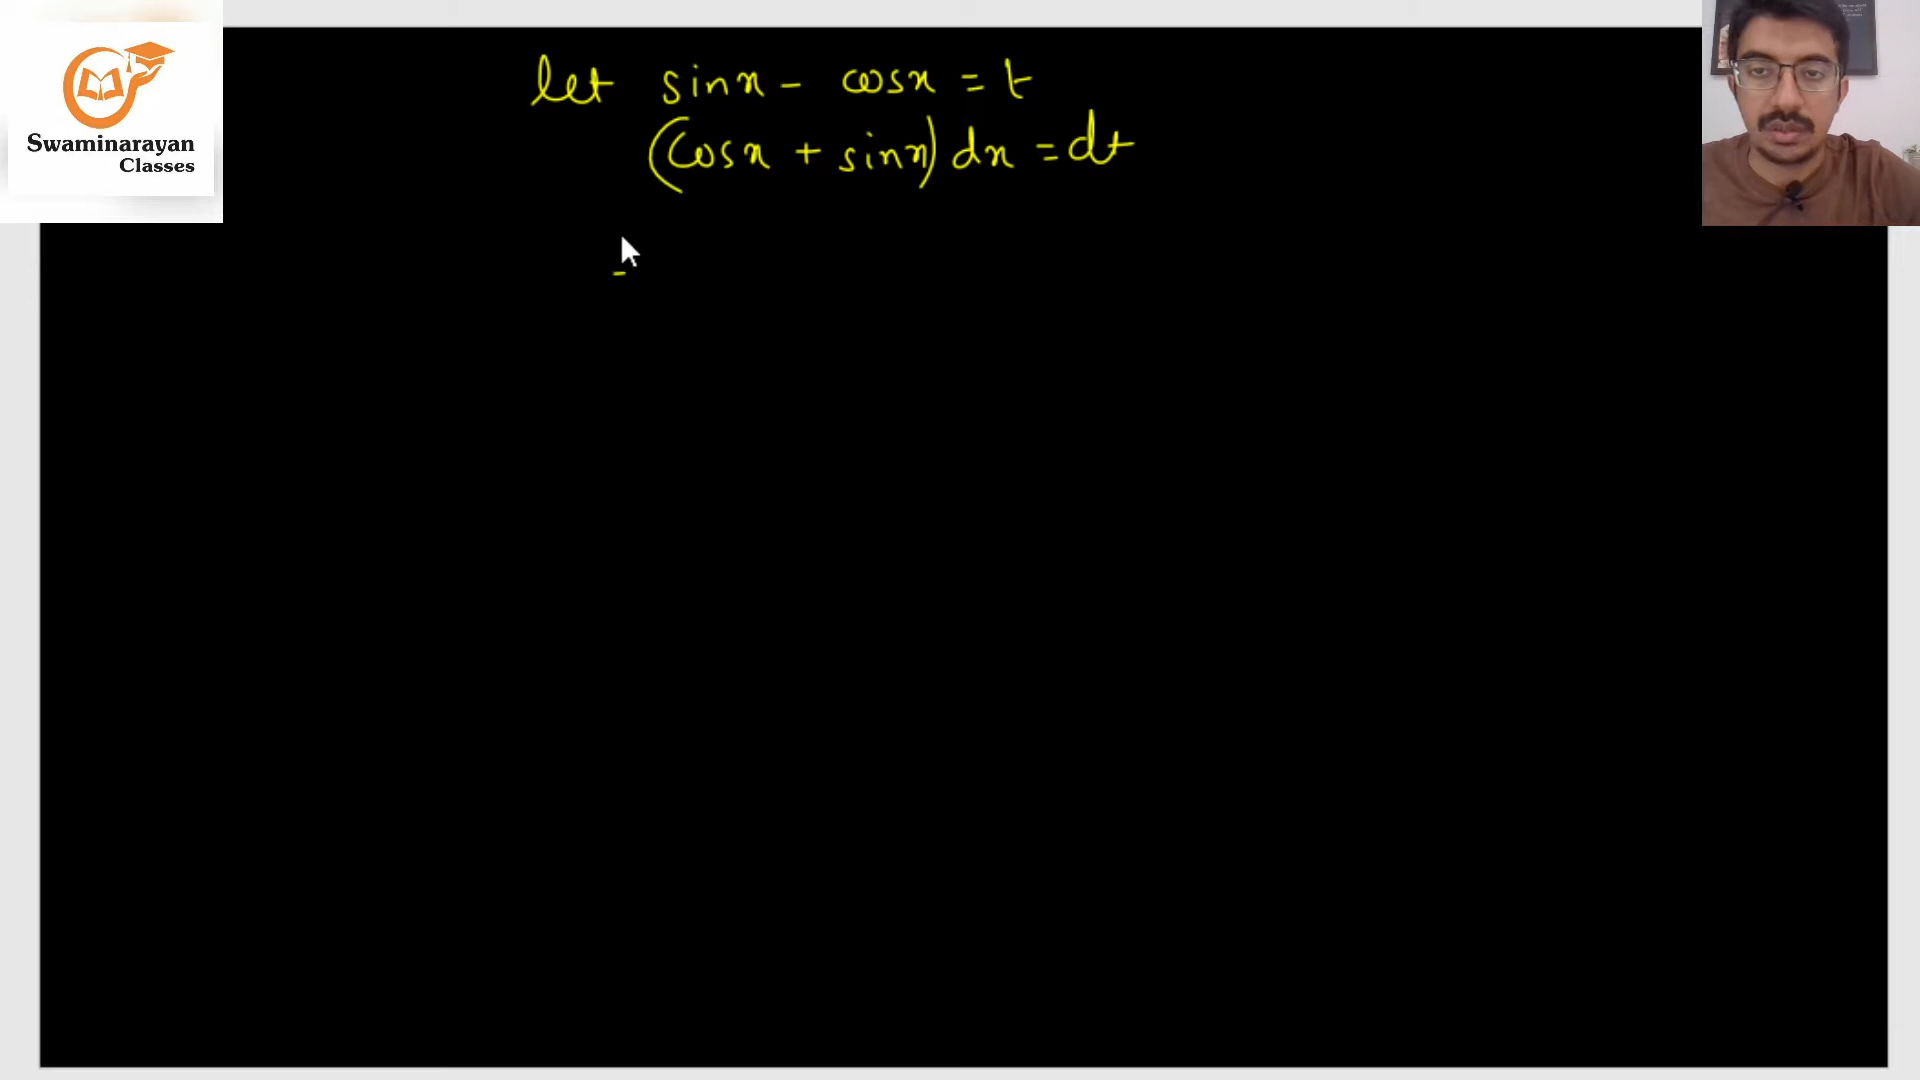 Swaminarayan
Classes
let sinx - cosx = t
(cosx + sinx) dx = dt